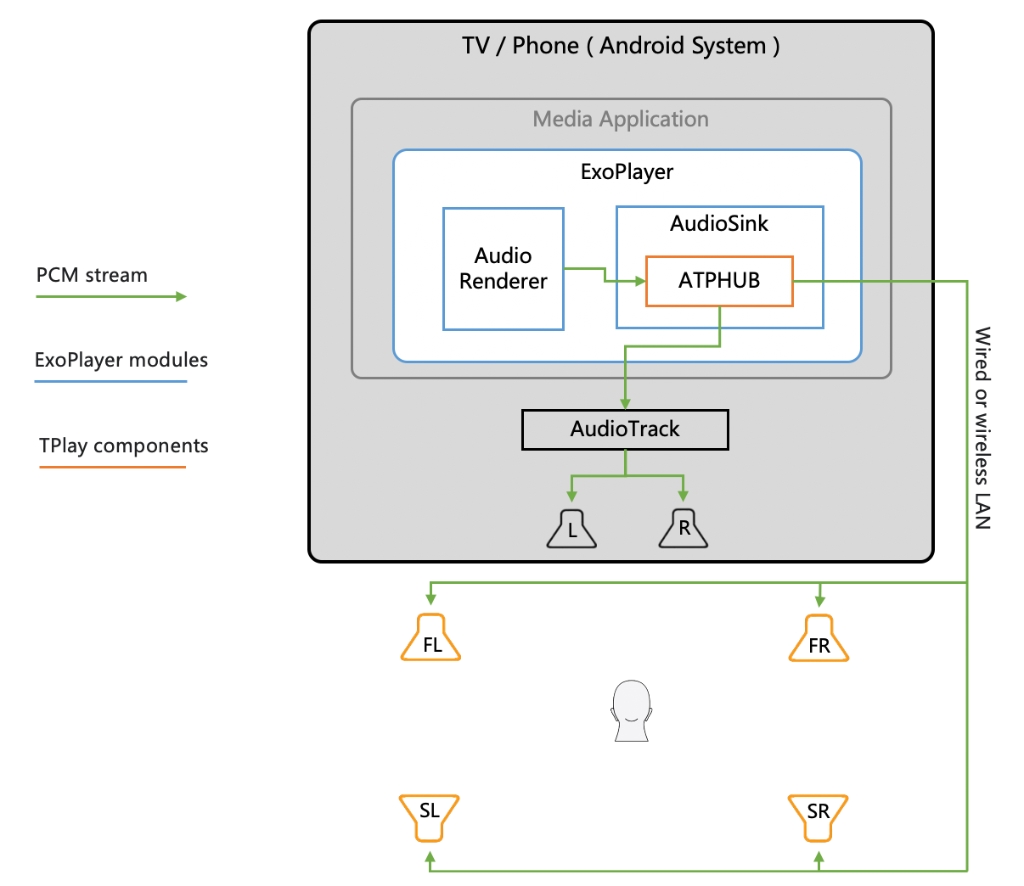 TV / Phone ( Android System )
Media Application
ExoPlayer
AudioSink
Audio
Renderer
ATPHUB
PCM stream
ExoPlayer modules
TPlay components
AudioTrack
L
R
Wired or wireless LAN
FL
FR
SL
SR